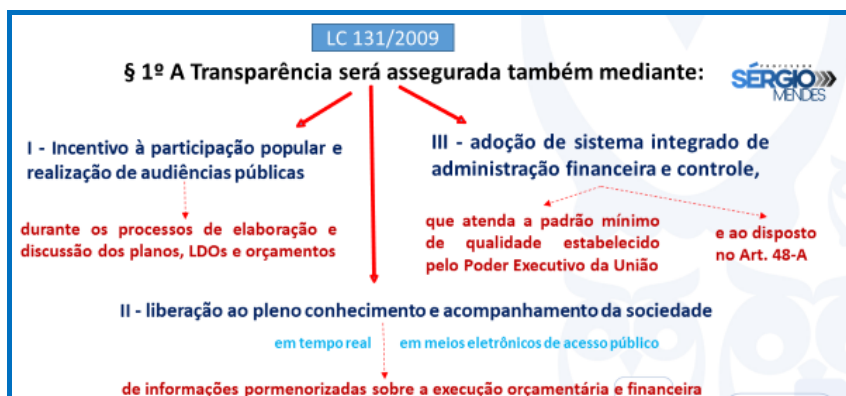 LC 131/2009
§ 1º A Transparência será assegurada também mediante:
PROFESSOR
SÉRGIO
MENDES
I - Incentivo à participação popular e
realização de audiências públicas
durante os processos de elaboração e
discussão dos planos, LDOs e orçamentos
III - adoção de sistema integrado de
administração financeira e controle,
que atenda a padrão mínimo
de qualidade estabelecido
pelo Poder Executivo da União
e ao disposto
no Art. 48-A
II - liberação ao pleno conhecimento e acompanhamento da sociedade
em tempo real em meios eletrônicos de acesso público
de informações pormenorizadas sobre a execução orçamentária e financeira